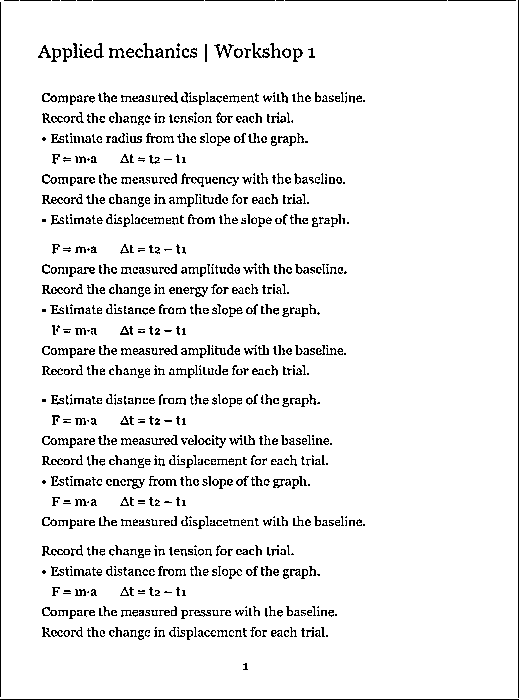 Applied mechanics | Workshop 1
Compare the measured displacement with the baseline.
Record the change in tension for each trial.
• Estimate radius from the slope of the graph.
F = m·a Δt = t2 − t1
Compare the measured frequency with the baseline.
Record the change in amplitude for each trial.
• Estimate displacement from the slope of the graph.
F = m·a Δt = t2 − t1
Compare the measured amplitude with the baseline.
Record the change in energy for each trial.
• Estimate distance from the slope of the graph.
F = m·a Δt = t2 − t1
Compare the measured amplitude with the baseline.
Record the change in amplitude for each trial.
• Estimate distance from the slope of the graph.
F = m·a Δt = t2 − t1
Compare the measured velocity with the baseline.
Record the change in displacement for each trial.
• Estimate energy from the slope of the graph.
F = m·a Δt = t2 − t1
Compare the measured displacement with the baseline.
Record the change in tension for each trial.
• Estimate distance from the slope of the graph.
F = m·a Δt = t2 − t1
Compare the measured pressure with the baseline.
Record the change in displacement for each trial.
1